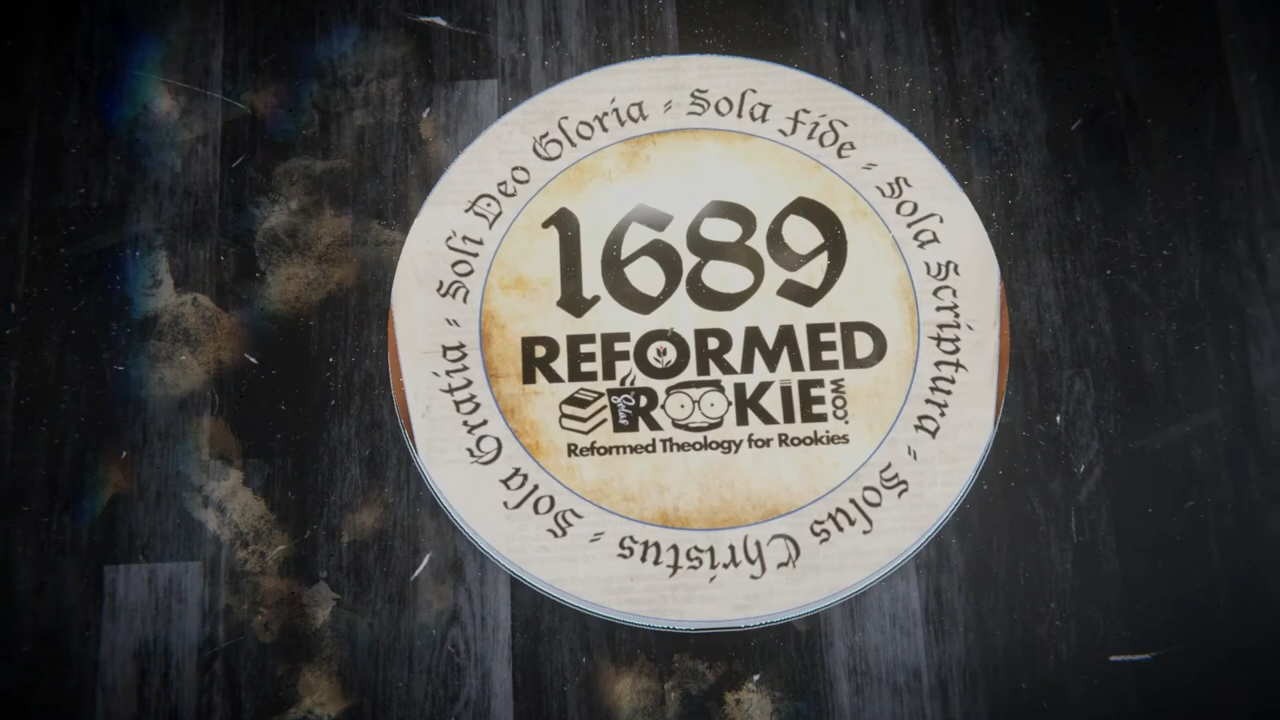 Sola Fide - Sola Scriptura - Solus Christus - Sola Gratia - Soli Deo Gloria -
1689
REFORMED
Solas
ROKIE.COM
Reformed Theology for Rookies